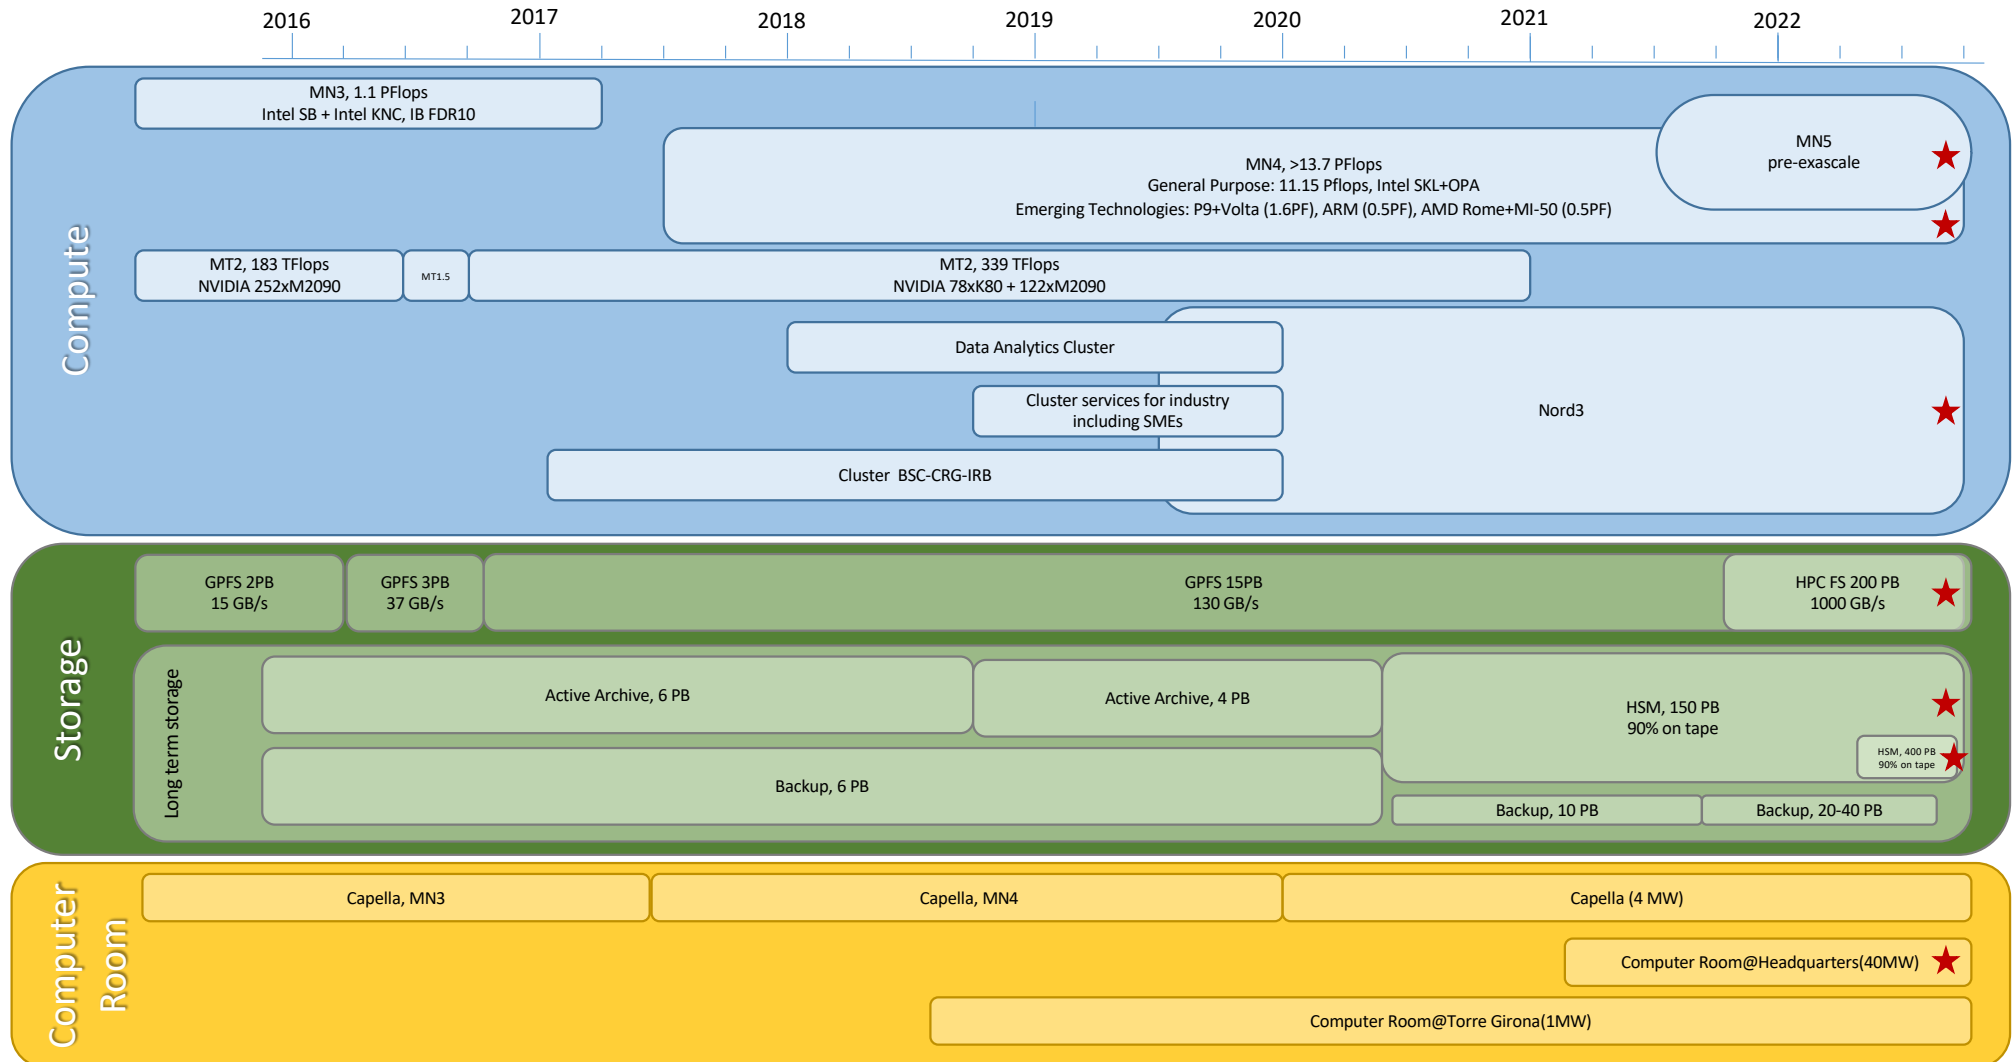 2016 2017 2018 2019 2020 2021 2022
Compute
MN3, 1.1 PFlops
Intel SB + Intel KNC, IB FDR10
MN5
pre-exascale
MN4, >13.7 PFlops
General Purpose: 11.15 Pflops, Intel SKL+OPA
Emerging Technologies: P9+Volta (1.6PF), ARM (0.5PF), AMD Rome+MI-50 (0.5PF)
MT2, 183 TFlops
NVIDIA 252xM2090
MT1.5
MT2, 339 TFlops
NVIDIA 78xK80 + 122xM2090
Data Analytics Cluster
Cluster services for industry
including SMEs
Nord3
Cluster BSC-CRG-IRB
Storage
GPFS 2PB
15 GB/s
GPFS 3PB
37 GB/s
GPFS 15PB
130 GB/s
HPC FS 200 PB
1000 GB/s
Long term storage
Active Archive, 6 PB
Active Archive, 4 PB
HSM, 150 PB
90% on tape
HSM, 400 PB
90% on tape
Backup, 6 PB
Backup, 10 PB
Backup, 20-40 PB
Computer
Room
Capella, MN3
Capella, MN4
Capella (4 MW)
Computer Room@Headquarters(40MW)
Computer Room@Torre Girona(1MW)